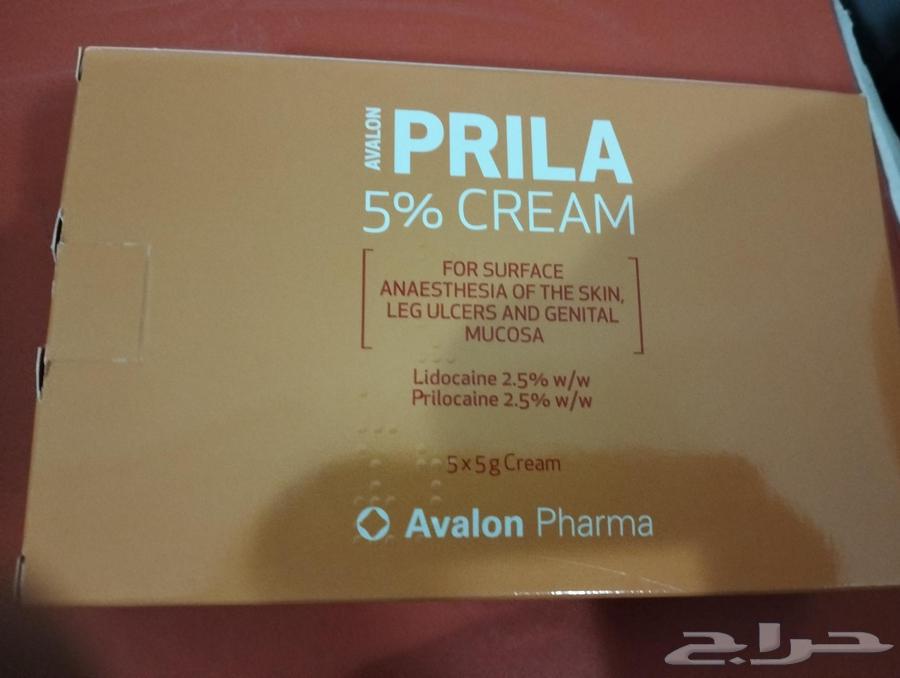 AVALON
PRILA
5% CREAM
FOR SURFACE
ANAESTHESIA OF THE SKIN,
LEG ULCERS AND GENITAL
MUCOSA
Lidocaine 2.5% w/w
Prilocaine 2.5% w/w
5 x 5 g Cream
Avalon Pharma
حراج